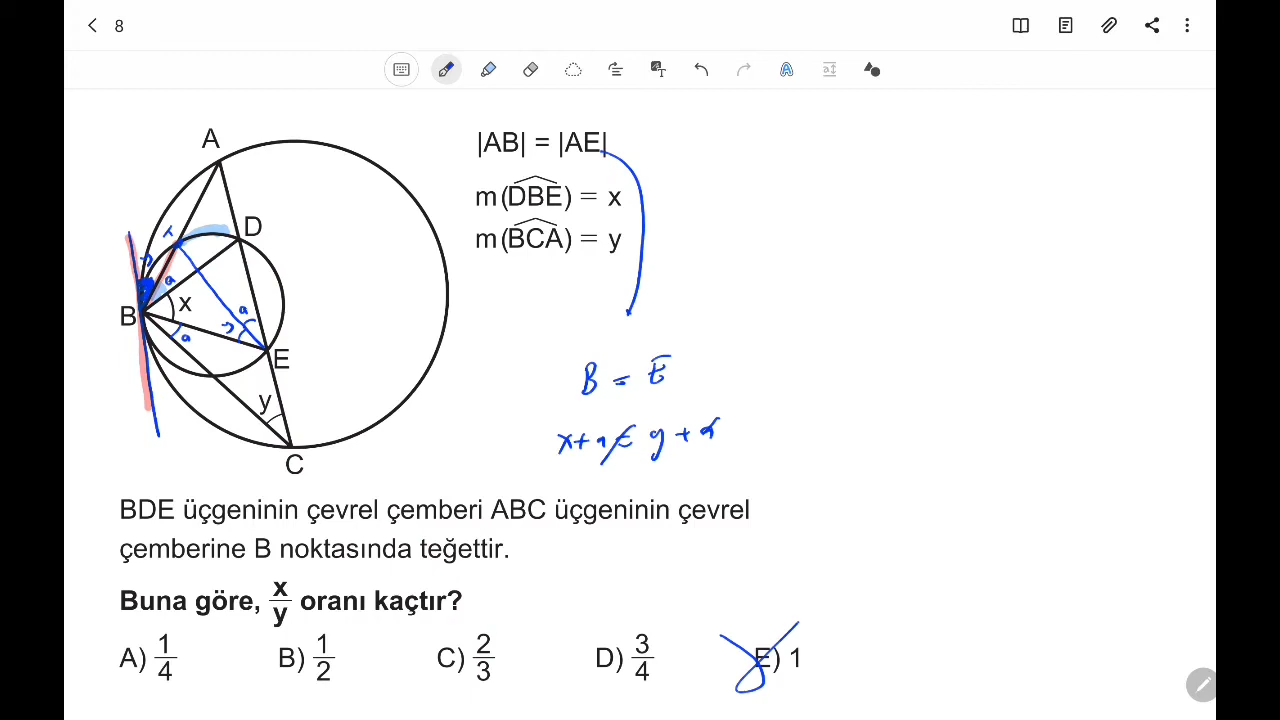 8
|AB| = |AE|
m(DBE) = x
m(BCA) = y
A
D
B
x
E
y
C
a
a
a
y
B = E
x + a = y + a
BDE üçgeninin çevrel çemberi ABC üçgeninin çevrel
çemberine B noktasında teğettir.
Buna göre, x/y oranı kaçtır?
A) 1/4 B) 1/2 C) 2/3 D) 3/4 E) 1